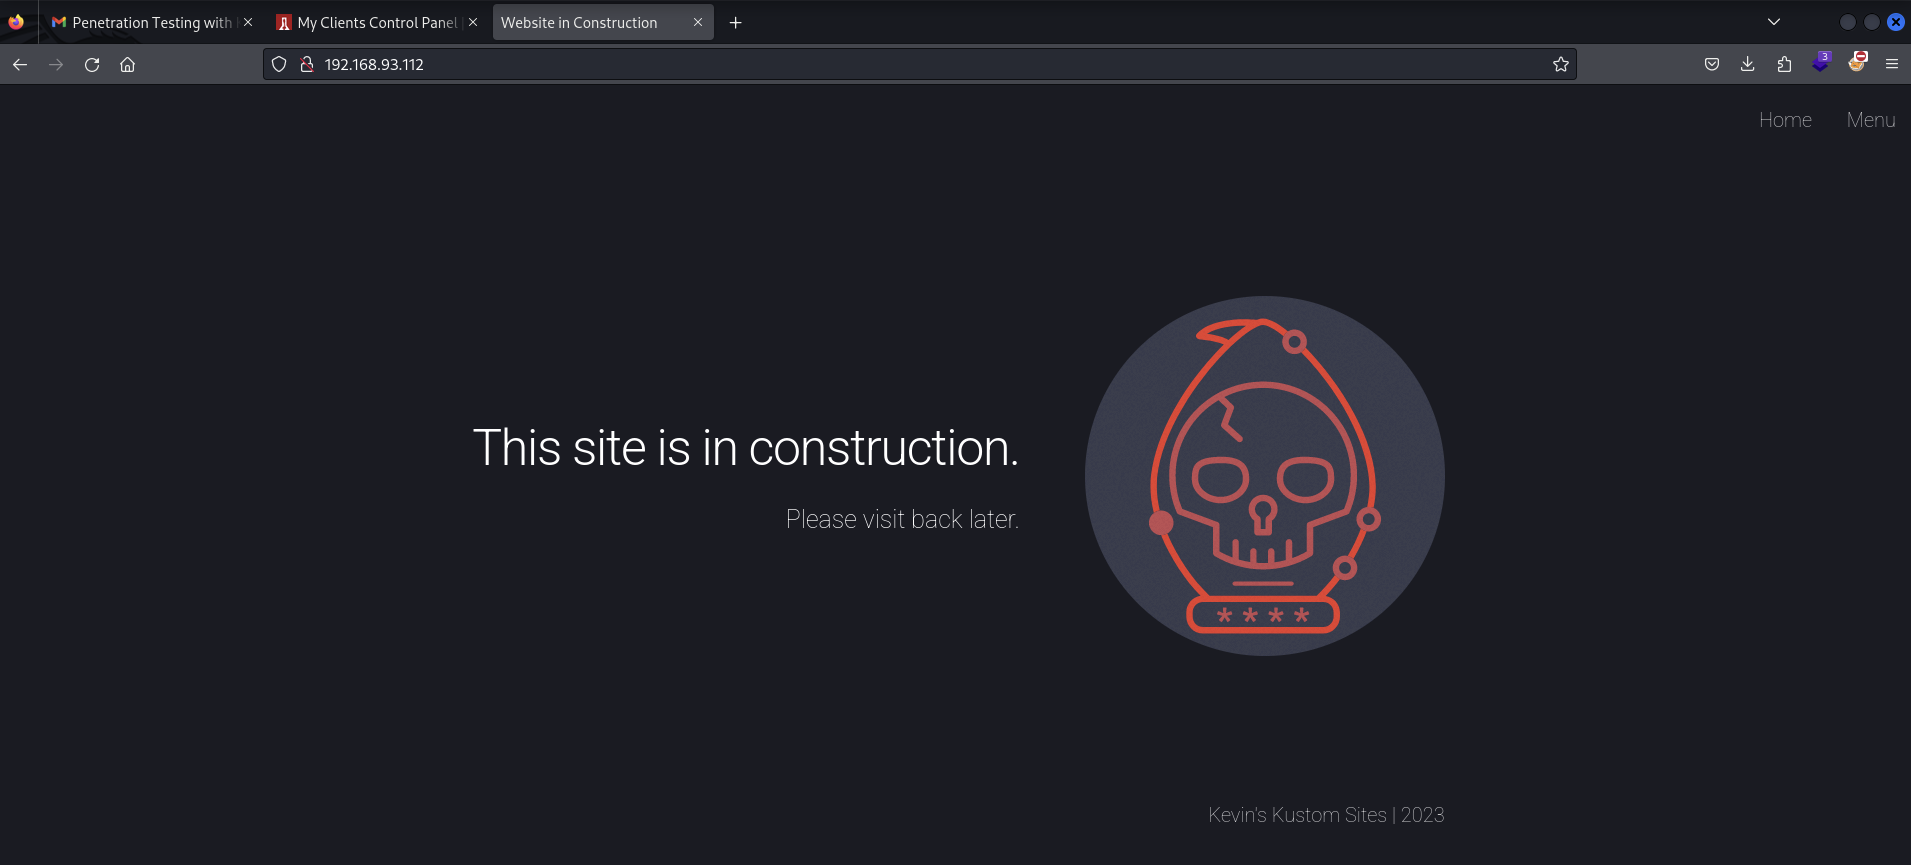 Penetration Testing with
My Clients Control Panel
Website in Construction
192.168.93.112
3
Home
Menu
This site is in construction.
Please visit back later.
* * * *
Kevin's Kustom Sites | 2023